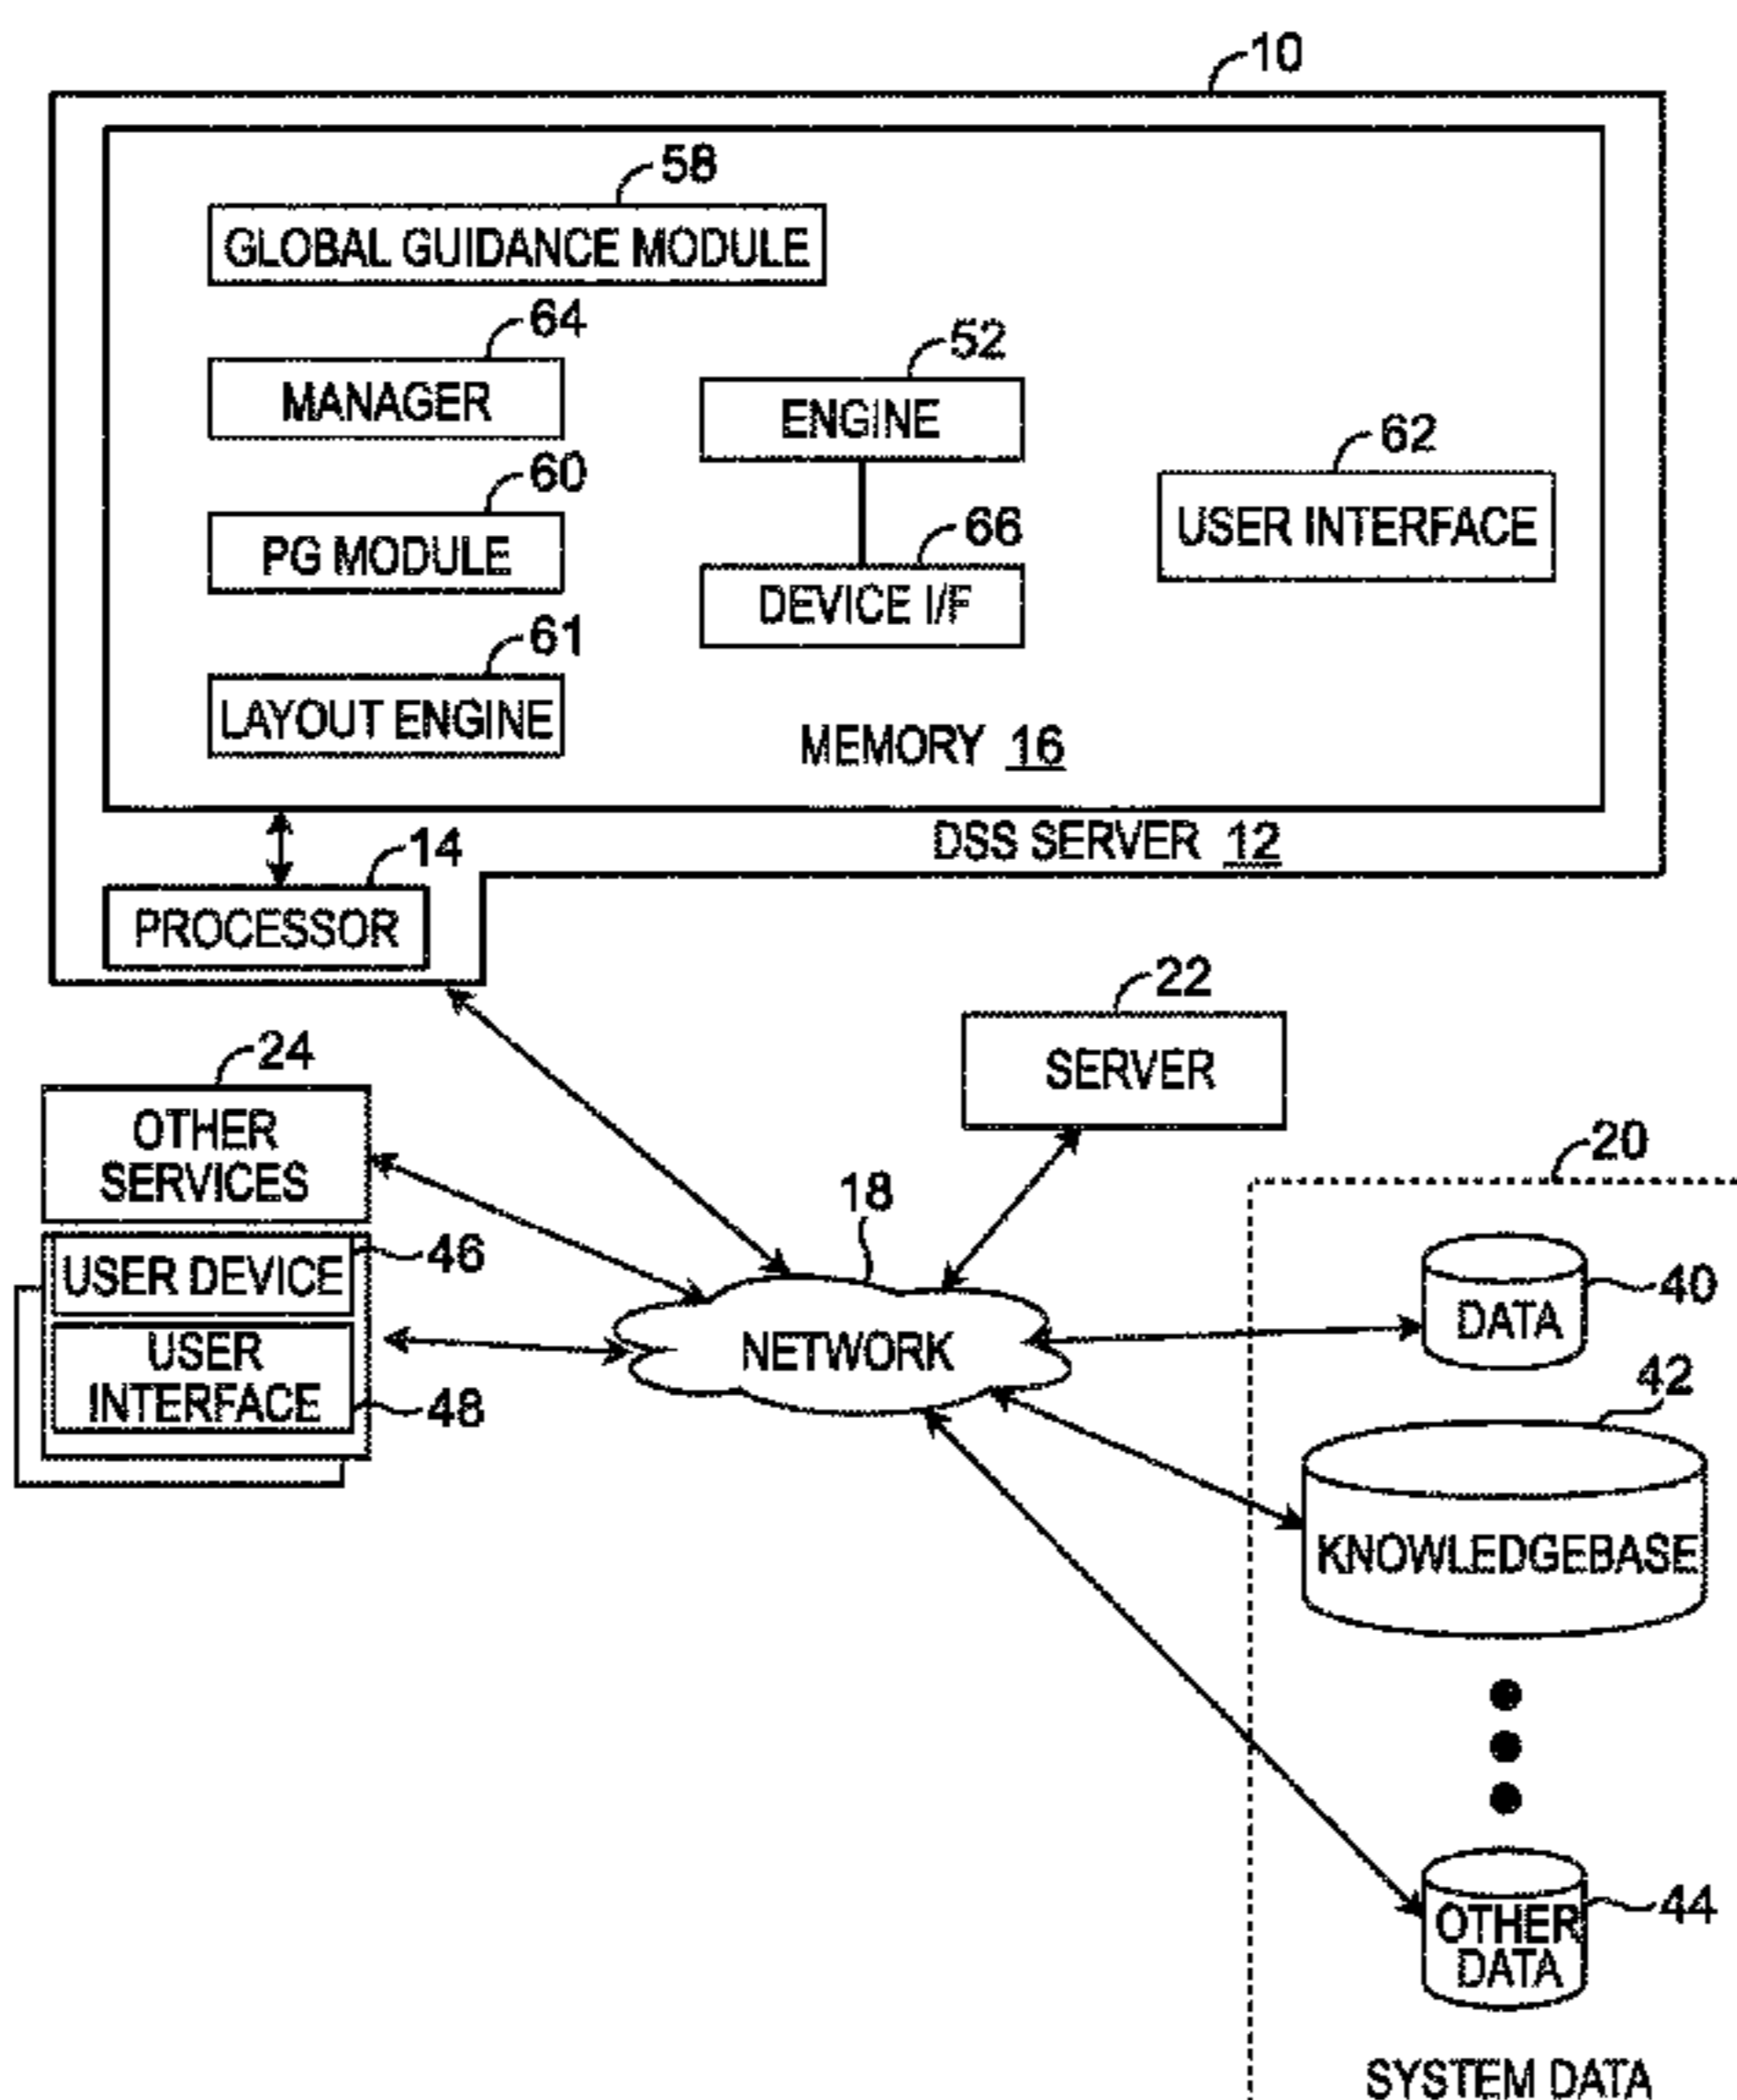 10
58
GLOBAL GUIDANCE MODULE
64
MANAGER
52
ENGINE
62
USER INTERFACE
60
PG MODULE
66
DEVICE I/F
61
LAYOUT ENGINE
MEMORY 16
DSS SERVER 12
14
PROCESSOR
22
SERVER
24
OTHER
SERVICES
20
18
USER DEVICE
46
USER
INTERFACE
48
NETWORK
40
DATA
42
KNOWLEDGEBASE
44
OTHER
DATA
SYSTEM DATA